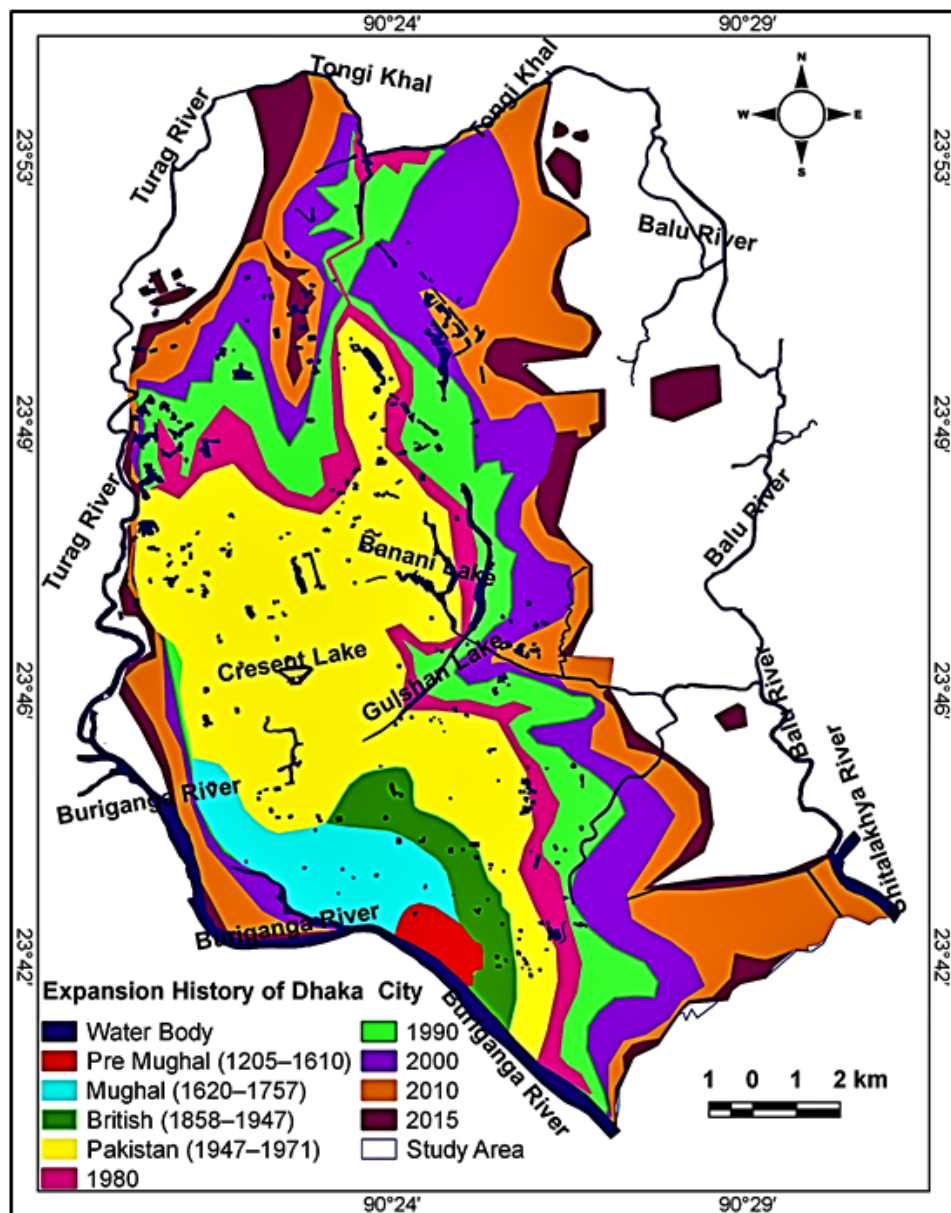 90°24'
90°29'
Tongi Khal
Tongi Khal
N
W
E
S
Turag River
23°53'
23°53'
Balu River
23°49'
23°49'
Turag River
Balu River
Banani Lake
Cresent Lake
Gulshan Lake
23°46'
23°46'
Balu River
Buriganga River
Shitalakhya River
Buriganga River
23°42'
23°42'
Buriganga River
Expansion History of Dhaka City
Water Body
Pre Mughal (1205–1610)
Mughal (1620–1757)
British (1858–1947)
Pakistan (1947–1971)
1980
1990
2000
2010
2015
Study Area
1 0 1 2 km
90°24'
90°29'